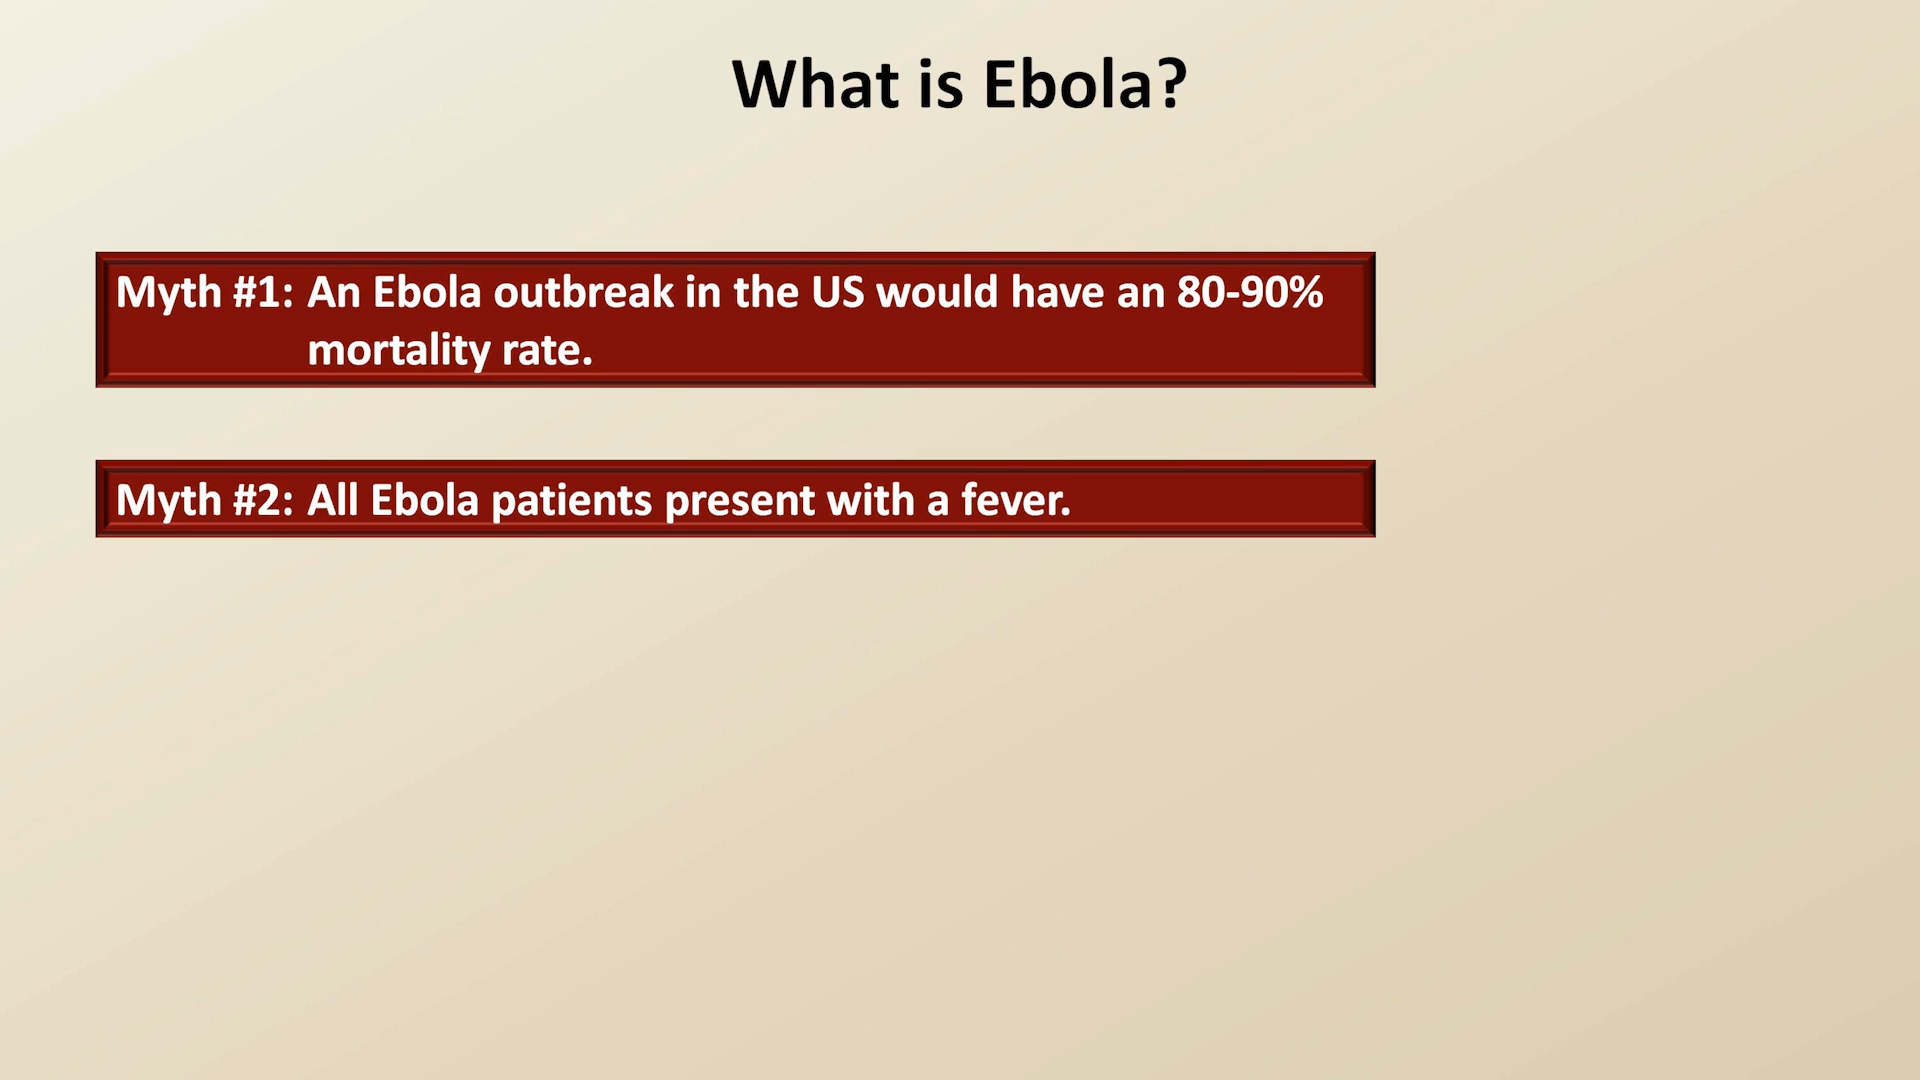 What is Ebola?
Myth #1: An Ebola outbreak in the US would have an 80-90%
mortality rate.
Myth #2: All Ebola patients present with a fever.